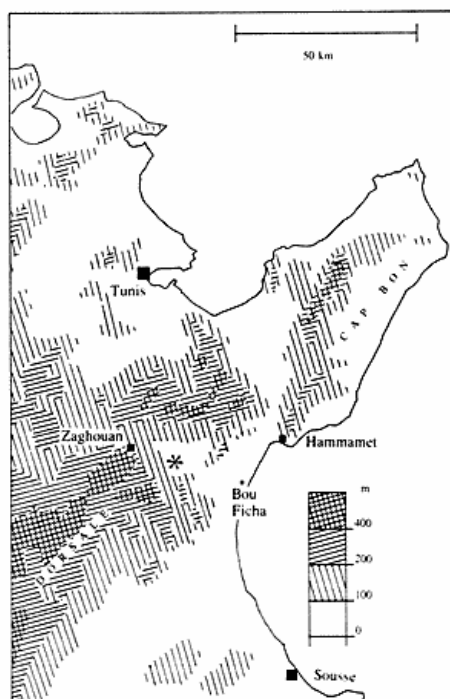 50 km
Tunis
CAP BON
Zaghouan
*
Hammamet
Bou
Ficha
m
400
200
100
0
DORSALE
Sousse